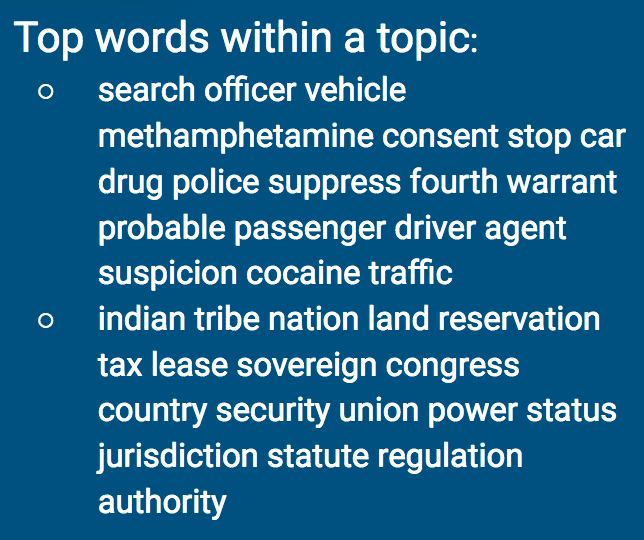 Top words within a topic:
○ search officer vehicle
methamphetamine consent stop car
drug police suppress fourth warrant
probable passenger driver agent
suspicion cocaine traffic
○ indian tribe nation land reservation
tax lease sovereign congress
country security union power status
jurisdiction statute regulation
authority